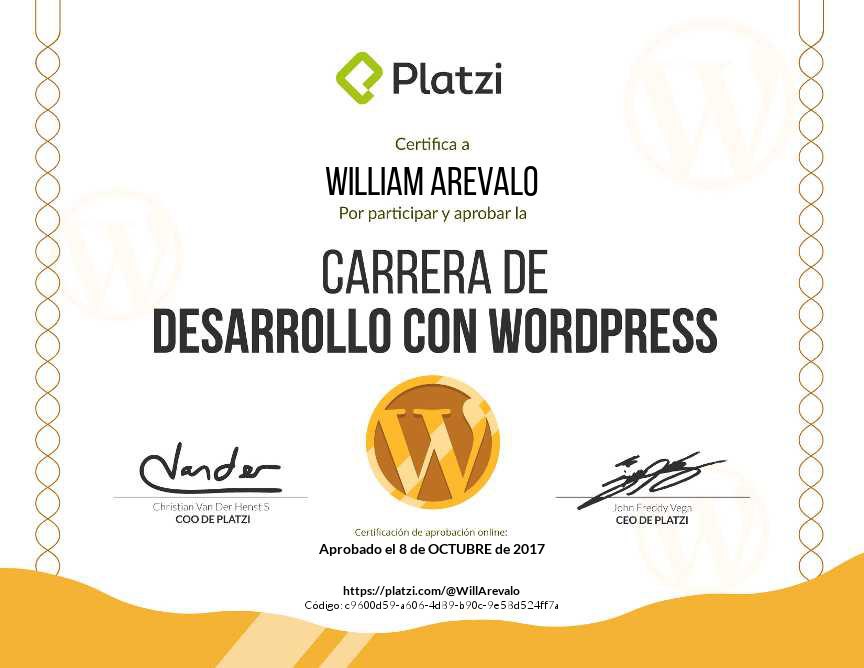 Platzi
Certifica a
WILLIAM AREVALO
Por participar y aprobar la
CARRERA DE
DESARROLLO CON WORDPRESS
Vander
Christian Van Der Henst S
COO DE PLATZI
John Freddy Vega
CEO DE PLATZI
Certificación de aprobación online:
Aprobado el 8 de OCTUBRE de 2017
https://platzi.com/@WillArevalo
Código: c9600d59-a606-4d89-b90c-9e58d524ff7a